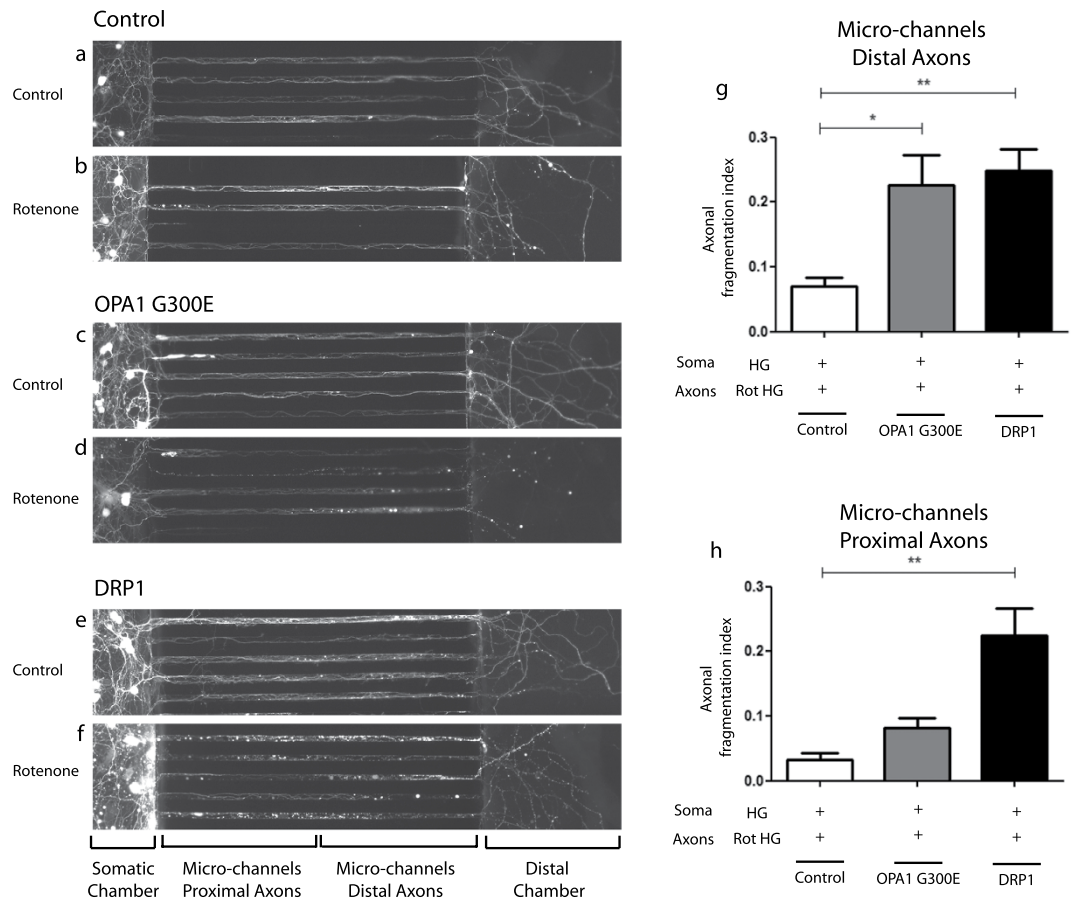 Control
a
Control
b
Rotenone
OPA1 G300E
c
Control
d
Rotenone
DRP1
e
Control
f
Rotenone
Somatic
Chamber
Micro-channels
Proximal Axons
Micro-channels
Distal Axons
Distal
Chamber
Micro-channels
Distal Axons
g
**
*
Axonal
fragmentation index
0.3
0.2
0.1
0.0
Soma HG + + +
Axons Rot HG + + +
Control OPA1 G300E DRP1
Micro-channels
Proximal Axons
h
**
Axonal
fragmentation index
0.3
0.2
0.1
0.0
Soma HG + + +
Axons Rot HG + + +
Control OPA1 G300E DRP1